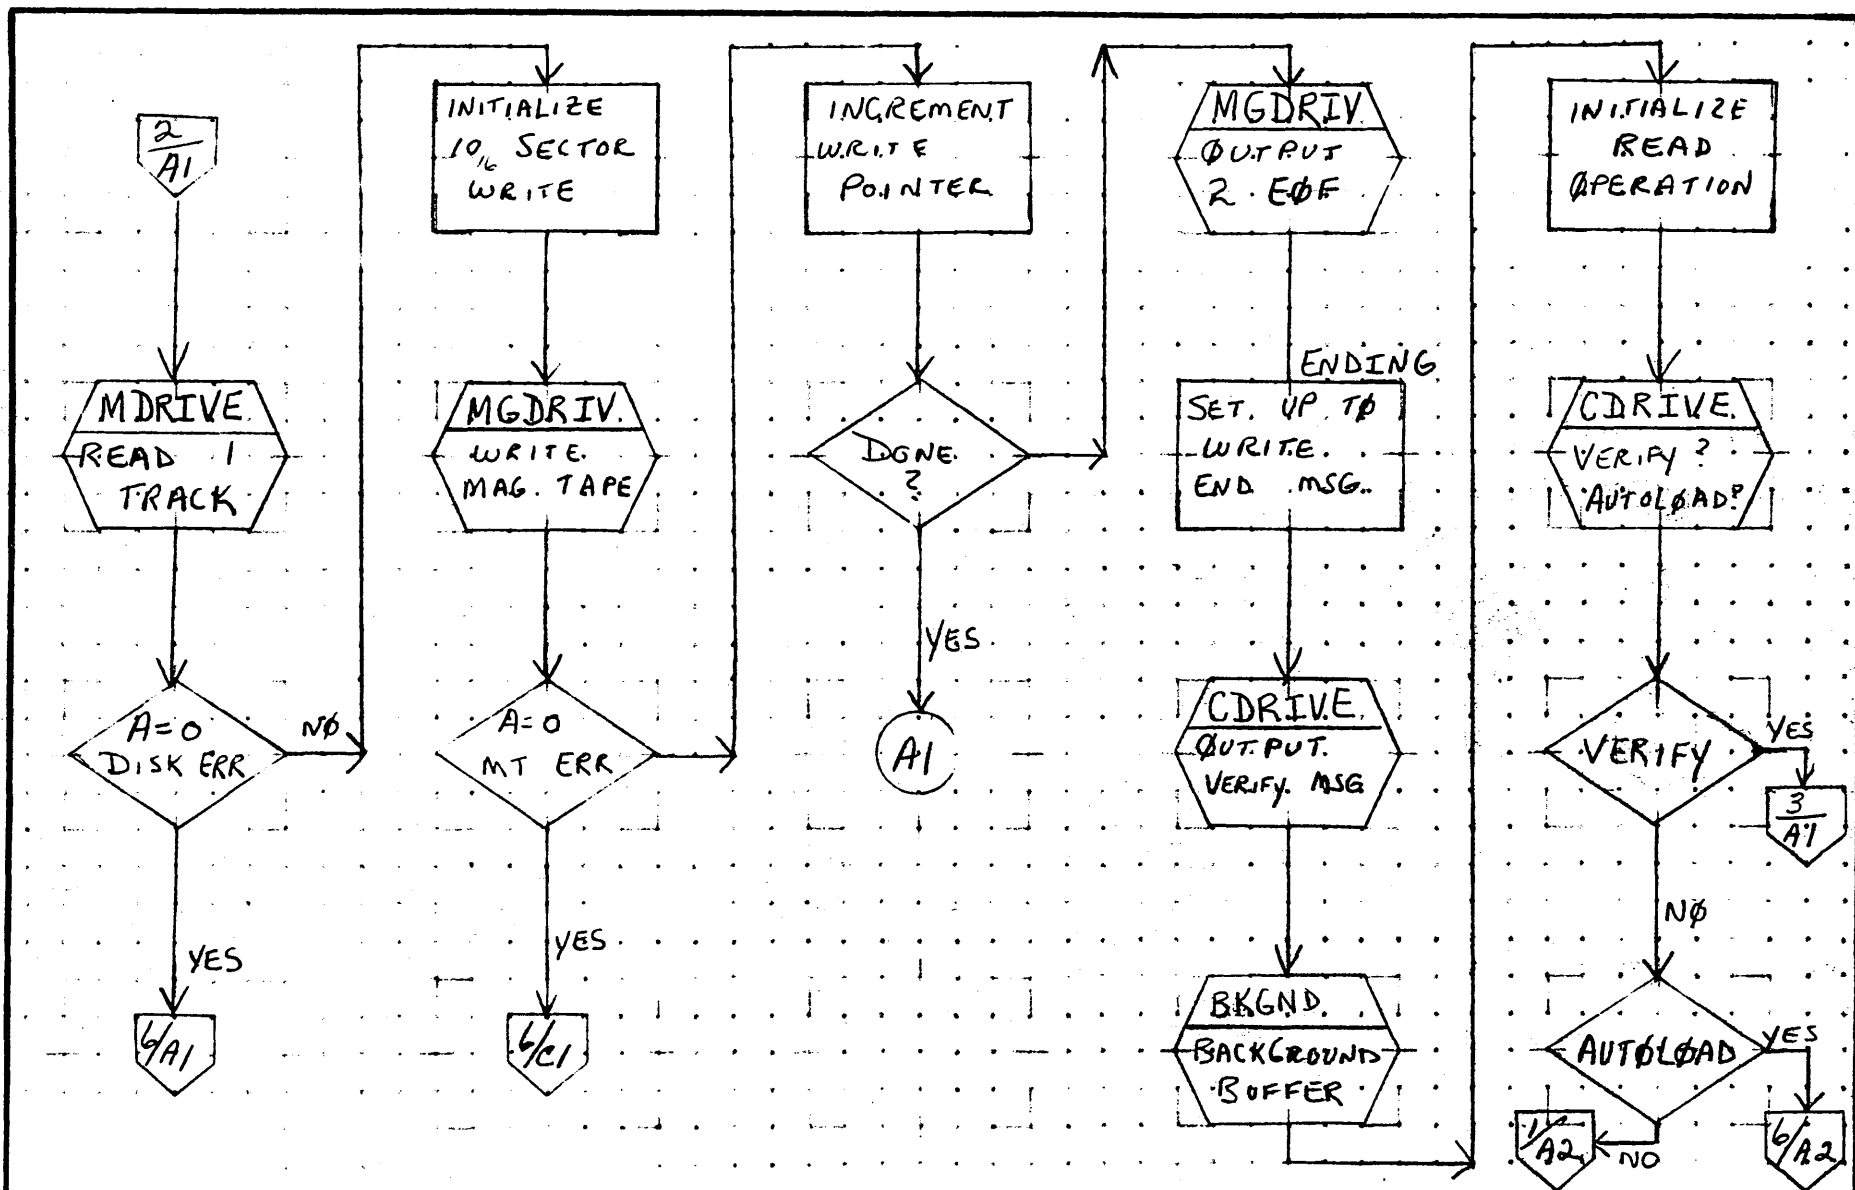 2
A1
MDRIVE
READ 1
TRACK
A=0
DISK ERR
NØ
YES
6/A1
INITIALIZE
10₁₆ SECTOR
WRITE
MGDRIV
WRITE
MAG. TAPE
A=0
MT ERR
YES
6/C1
INCREMENT
WRITE
POINTER
DONE
?
YES
A1
MGDRIV
ØUTPUT
2 EØF
ENDING
SET UP TØ
WRITE
END MSG.
CDRIVE
ØUTPUT
VERIFY MSG
BKGND
BACKGROUND
BUFFER
INITIALIZE
READ
ØPERATION
CDRIVE
VERIFY ?
AUTOLØAD?
VERIFY
YES
3
A1
NØ
AUTØLØAD
YES
6/A2
NO
1/A2